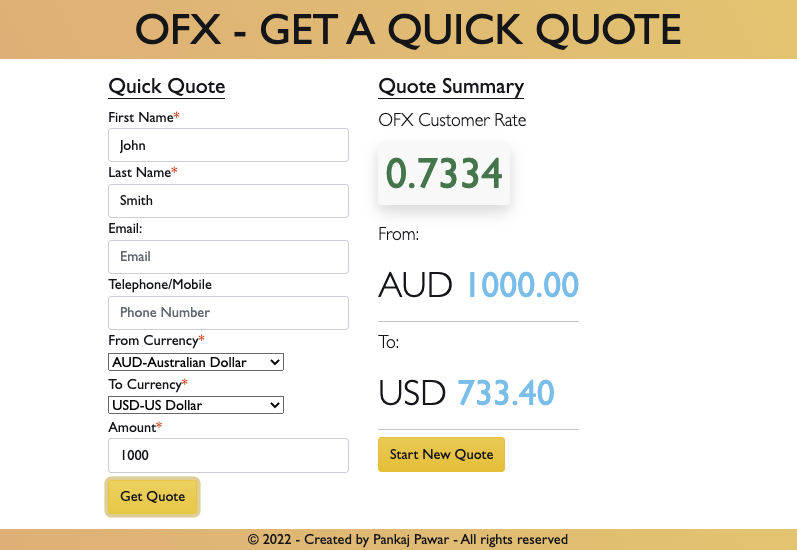 OFX - GET A QUICK QUOTE
Quick Quote
First Name*
John
Last Name*
Smith
Email:
Email
Telephone/Mobile
Phone Number
From Currency*
AUD-Australian Dollar
To Currency*
USD-US Dollar
Amount*
1000
Get Quote
Quote Summary
OFX Customer Rate
0.7334
From:
AUD 1000.00
To:
USD 733.40
Start New Quote
© 2022 - Created by Pankaj Pawar - All rights reserved